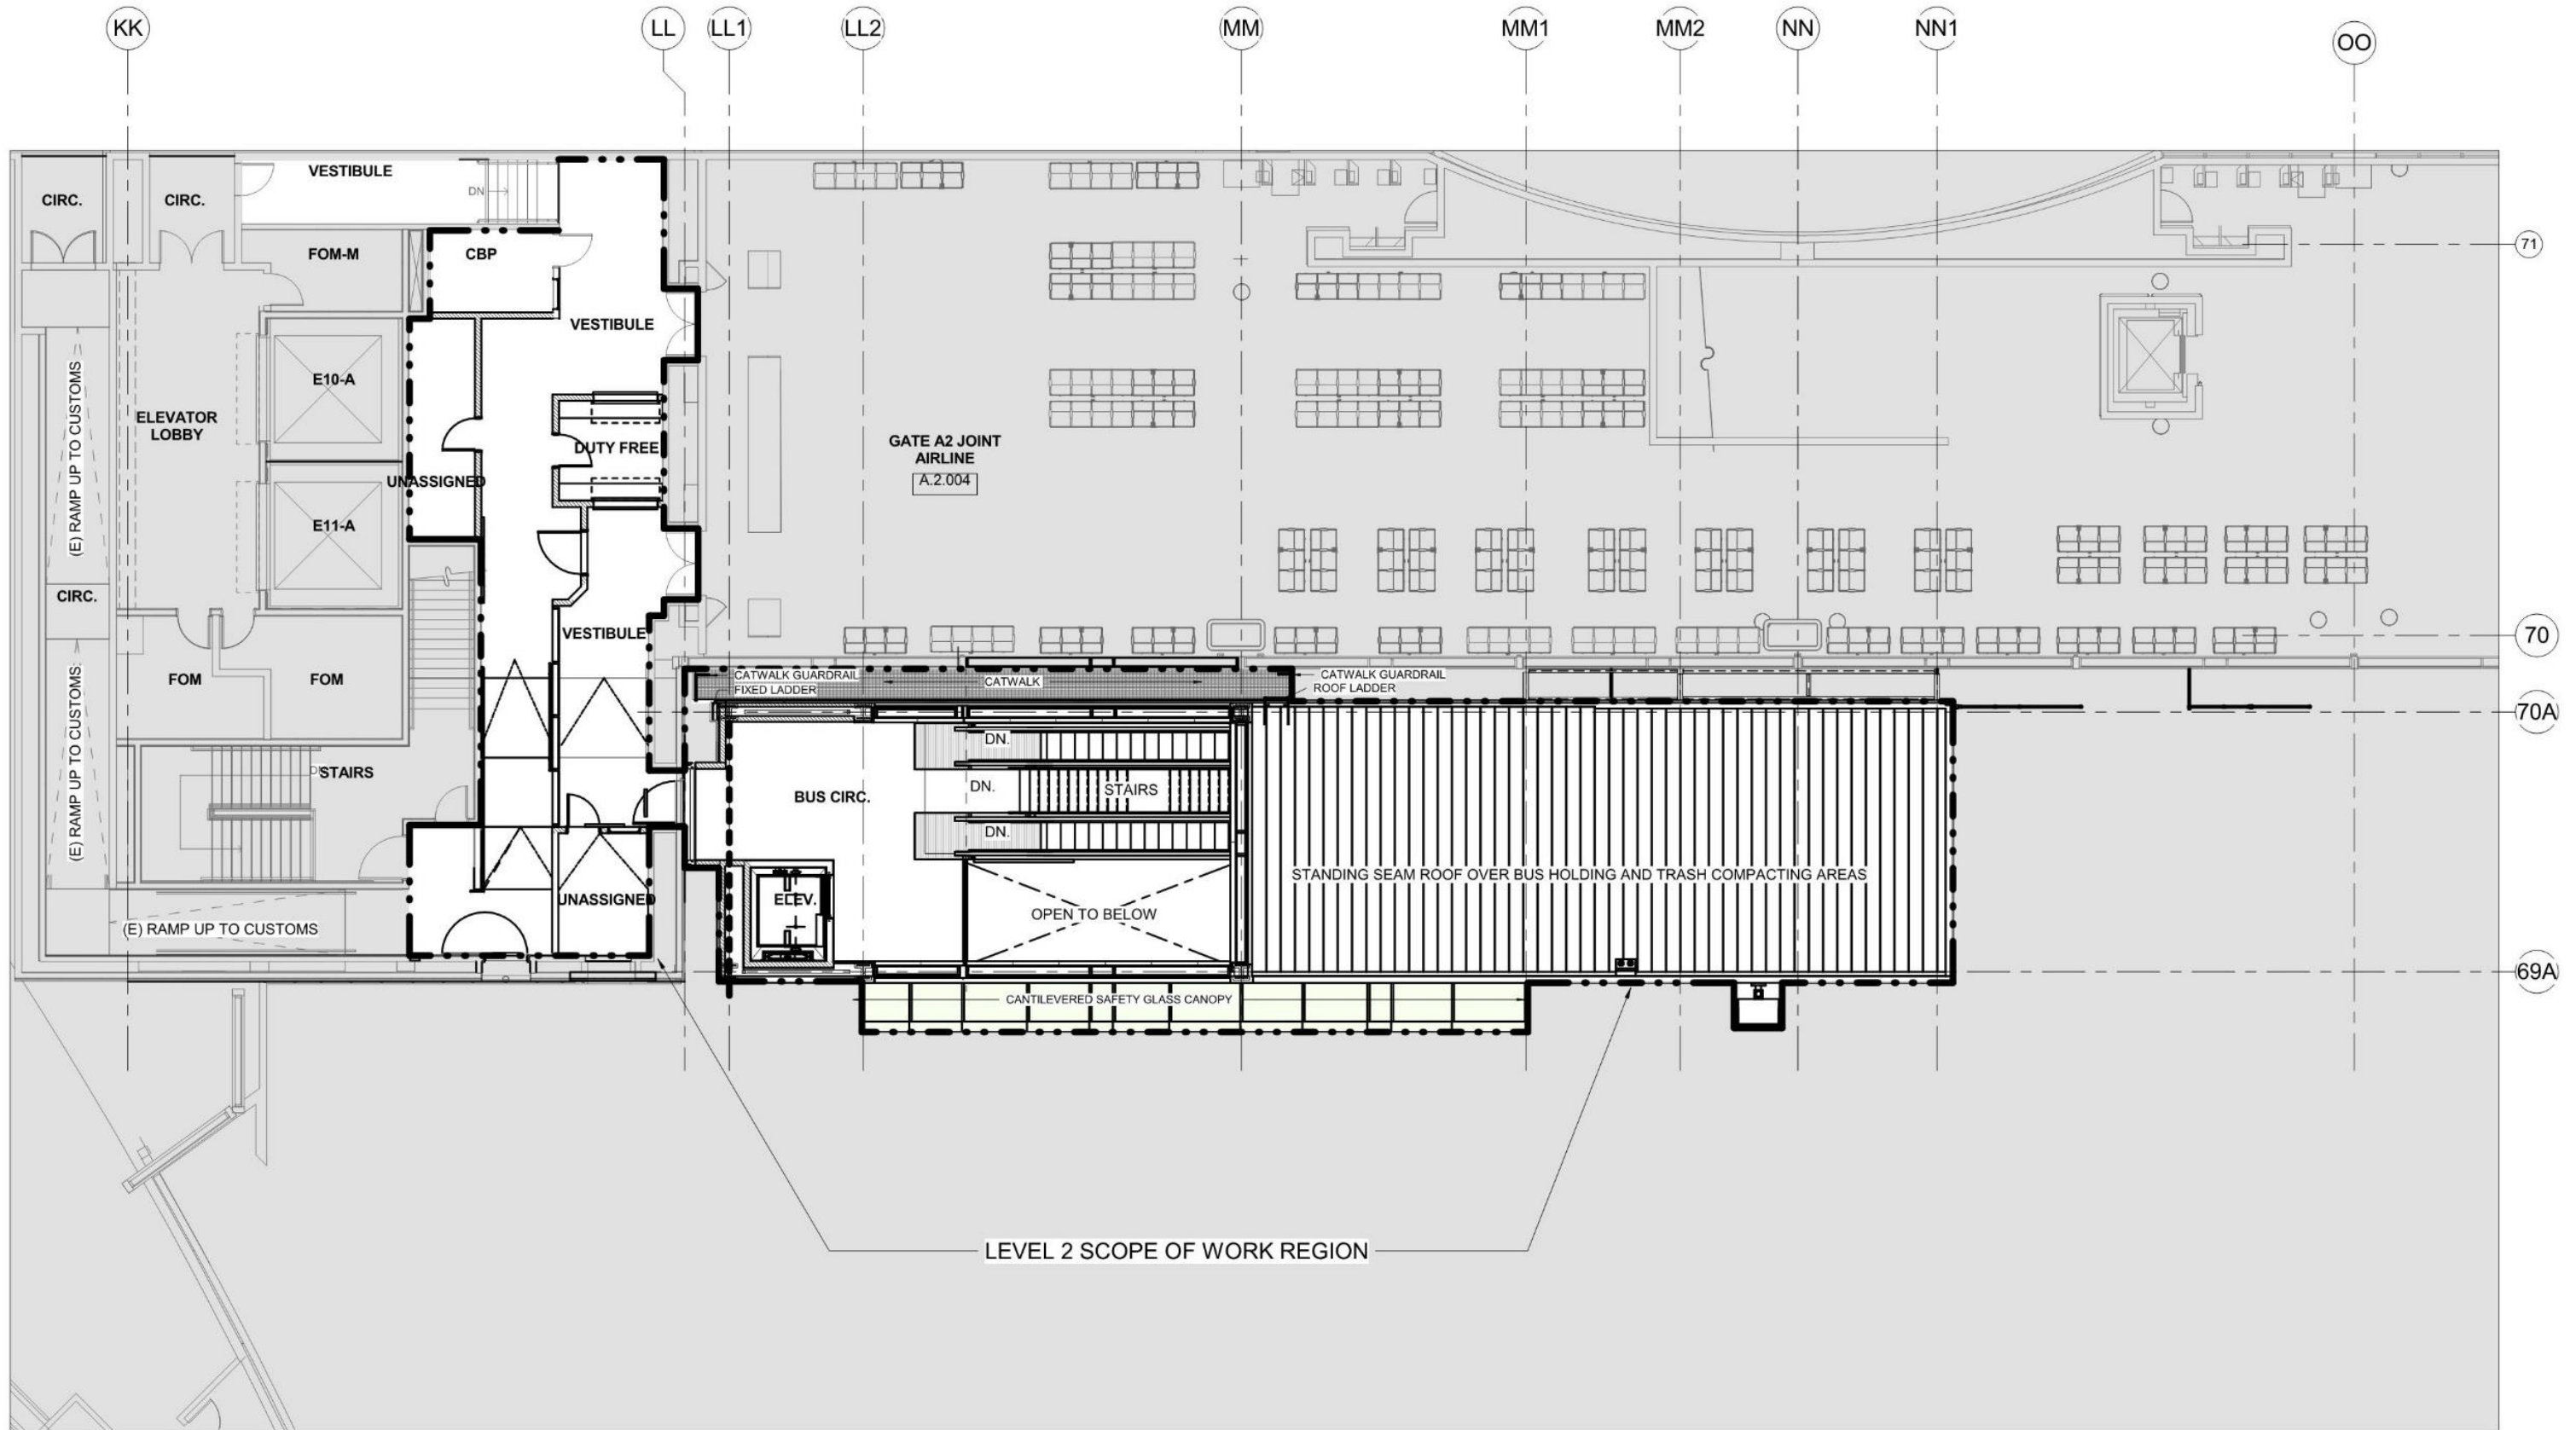 KK
LL
LL1
LL2
MM
MM1
MM2
NN
NN1
OO
VESTIBULE
DN
CIRC.
CIRC.
FOM-M
CBP
71
VESTIBULE
E10-A
(E) RAMP UP TO CUSTOMS
ELEVATOR
LOBBY
DUTY FREE
GATE A2 JOINT
AIRLINE
A.2.004
UNASSIGNED
E11-A
CIRC.
VESTIBULE
70
FOM
FOM
CATWALK GUARDRAIL
FIXED LADDER
CATWALK
CATWALK GUARDRAIL
ROOF LADDER
70A
(E) RAMP UP TO CUSTOMS
DN.
STAIRS
DN.
STAIRS
BUS CIRC.
DN.
STANDING SEAM ROOF OVER BUS HOLDING AND TRASH COMPACTING AREAS
UNASSIGNED
ELEV.
OPEN TO BELOW
(E) RAMP UP TO CUSTOMS
69A
CANTILEVERED SAFETY GLASS CANOPY
LEVEL 2 SCOPE OF WORK REGION